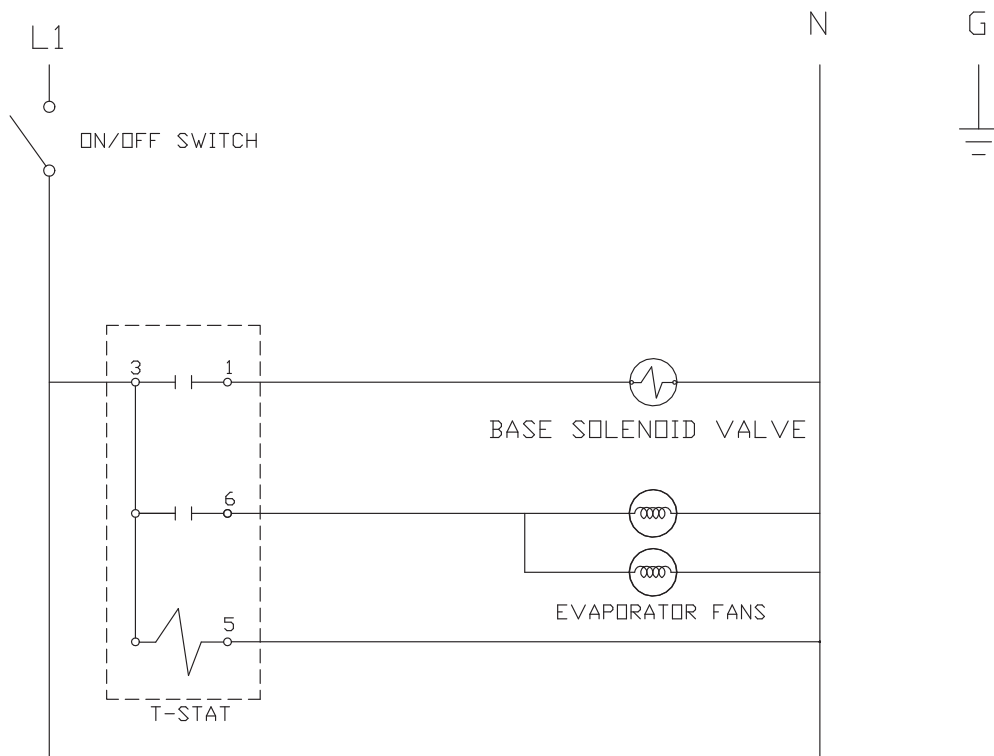 L1
N
G
ON/OFF SWITCH
3
1
BASE SOLENOID VALVE
6
EVAPORATOR FANS
5
T-STAT